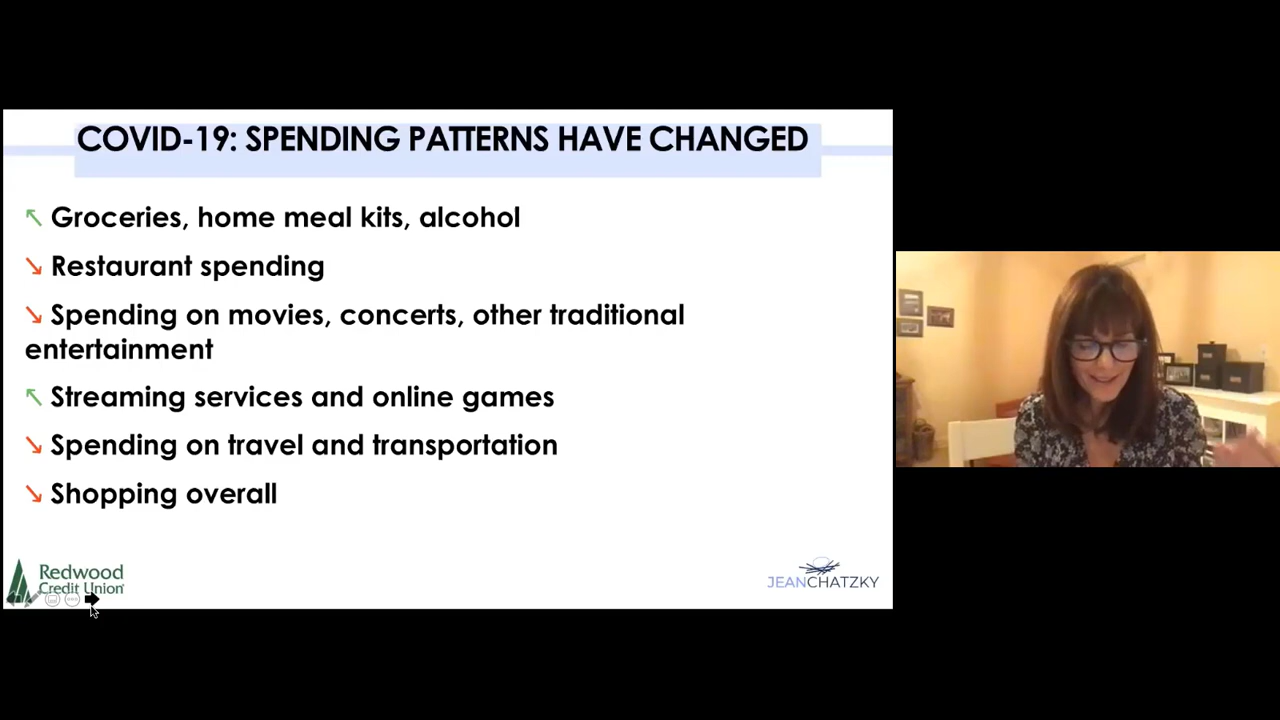 COVID-19: SPENDING PATTERNS HAVE CHANGED
↖ Groceries, home meal kits, alcohol
↘ Restaurant spending
↘ Spending on movies, concerts, other traditional
entertainment
↖ Streaming services and online games
↘ Spending on travel and transportation
↘ Shopping overall
Redwood
Credit Union
JEANCHATZKY